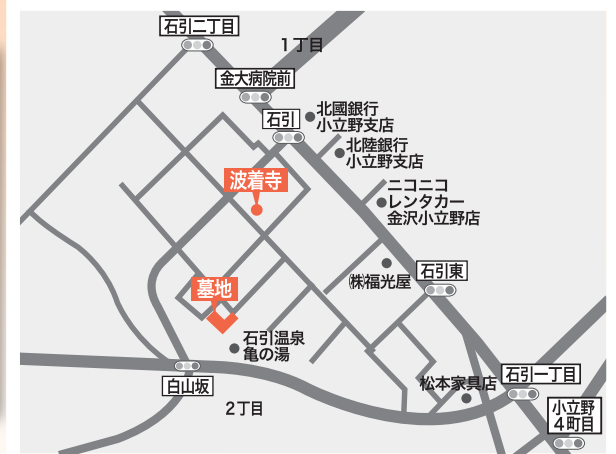 石引二丁目
1丁目
金大病院前
石引
北國銀行
小立野支店
北陸銀行
小立野支店
波着寺
ニコニコ
レンタカー
金沢小立野店
㈱福光屋
石引東
墓地
石引温泉
亀の湯
白山坂
2丁目
松本家具店
石引一丁目
小立野
4町目